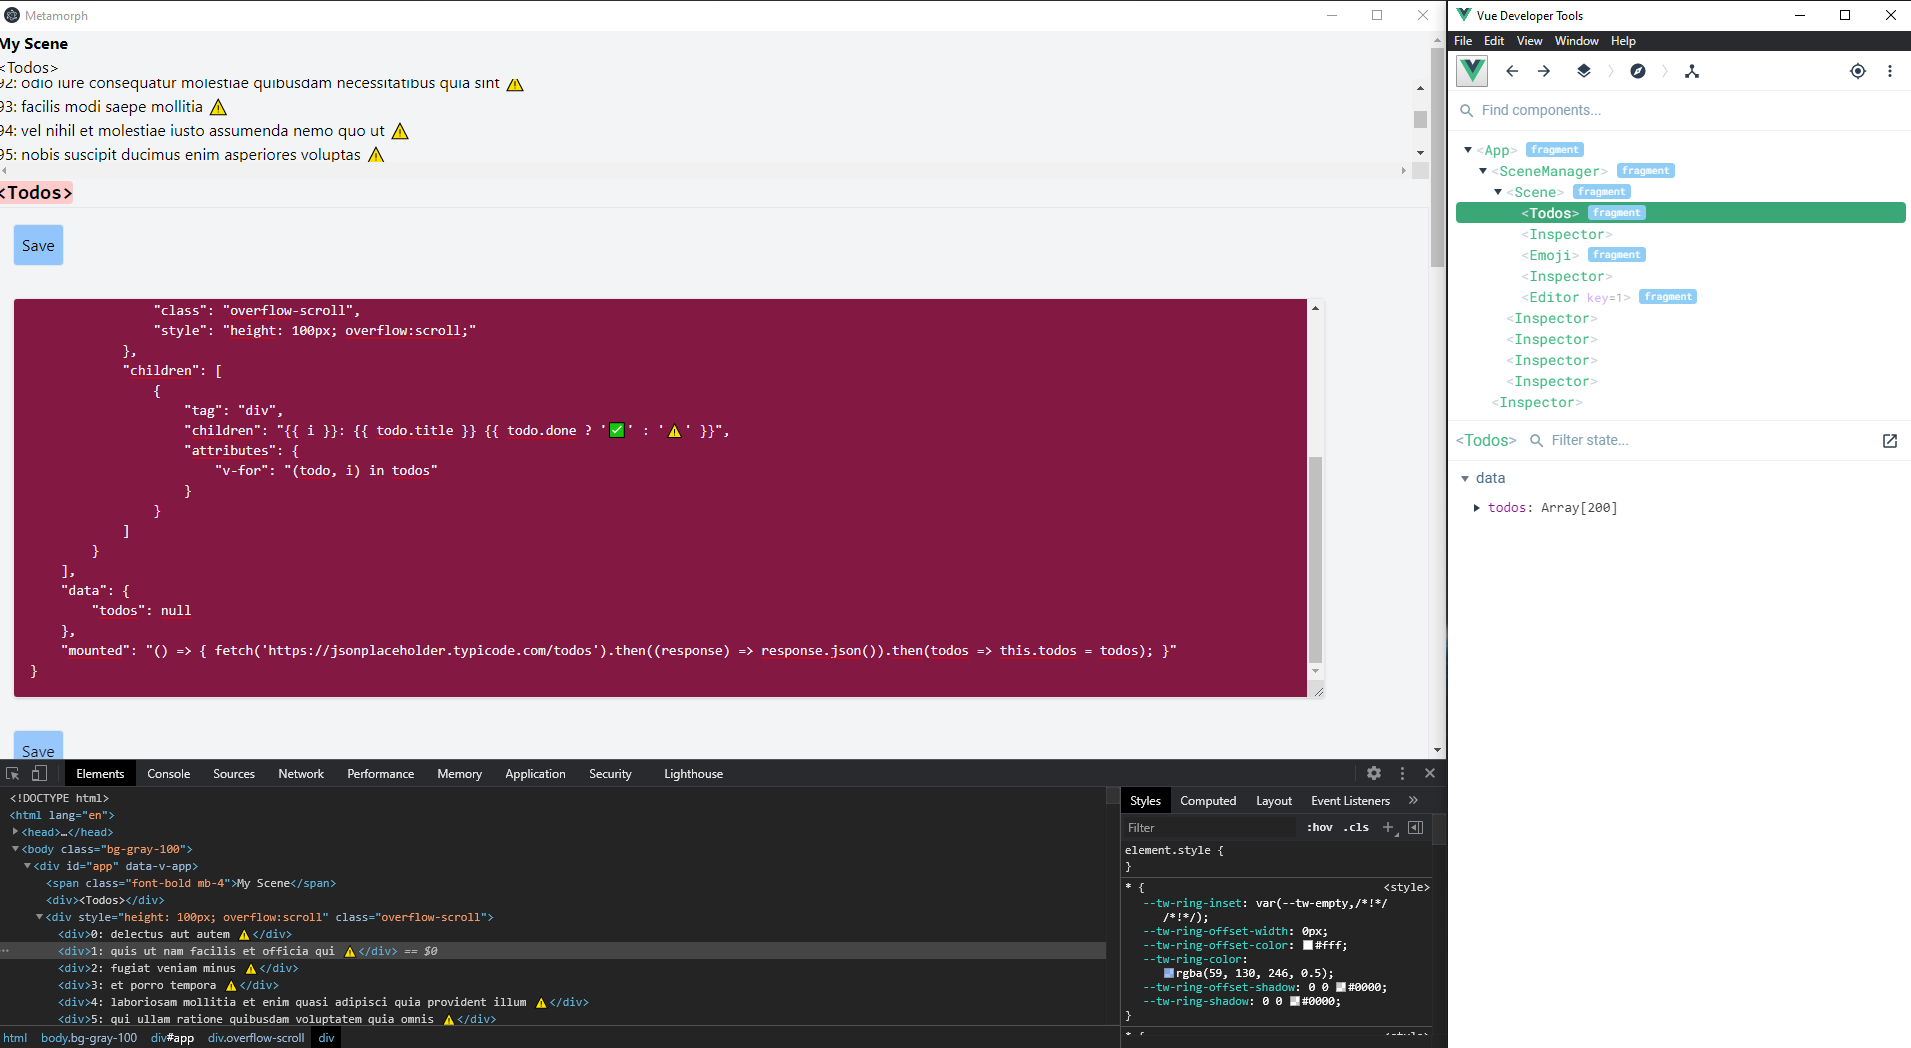 Metamorph
My Scene
<Todos>
92: odio iure consequatur molestiae quibusdam necessitatibus quia sint ⚠️
93: facilis modi saepe mollitia ⚠️
94: vel nihil et molestiae iusto assumenda nemo quo ut ⚠️
95: nobis suscipit ducimus enim asperiores voluptas ⚠️
<Todos>
Save
"class": "overflow-scroll",
"style": "height: 100px; overflow:scroll;"
},
"children": [
{
"tag": "div",
"children": "{{ i }}: {{ todo.title }} {{ todo.done ? '✅' : '⚠️' }}",
"attributes": {
"v-for": "(todo, i) in todos"
}
}
]
}
],
"data": {
"todos": null
},
"mounted": "() => { fetch('https://jsonplaceholder.typicode.com/todos').then((response) => response.json()).then(todos => this.todos = todos); }"
}
Save
Elements Console Sources Network Performance Memory Application Security Lighthouse
<!DOCTYPE html>
<html lang="en">
<head>…</head>
<body class="bg-gray-100">
<div id="app" data-v-app>
<span class="font-bold mb-4">My Scene</span>
<div><Todos></div>
<div style="height: 100px; overflow:scroll" class="overflow-scroll">
<div>0: delectus aut autem ⚠️</div>
<div>1: quis ut nam facilis et officia qui ⚠️</div> == $0
<div>2: fugiat veniam minus ⚠️</div>
<div>3: et porro tempora ⚠️</div>
<div>4: laboriosam mollitia et enim quasi adipisci quia provident illum ⚠️</div>
<div>5: qui ullam ratione quibusdam voluptatem quia omnis ⚠️</div>
html body.bg-gray-100 div#app div.overflow-scroll div
Styles Computed Layout Event Listeners »
Filter :hov .cls +
element.style {
}
* { <style>
--tw-ring-inset: var(--tw-empty,/*!*/
/*!*/);
--tw-ring-offset-width: 0px;
--tw-ring-offset-color: #fff;
--tw-ring-color:
rgba(59, 130, 246, 0.5);
--tw-ring-offset-shadow: 0 0 #0000;
--tw-ring-shadow: 0 0 #0000;
}
* { <style>
Vue Developer Tools
File Edit View Window Help
Find components...
<App> fragment
<SceneManager> fragment
<Scene> fragment
<Todos> fragment
<Inspector>
<Emoji> fragment
<Inspector>
<Editor key=1> fragment
<Inspector>
<Inspector>
<Inspector>
<Inspector>
<Inspector>
<Todos> Filter state...
data
todos: Array[200]